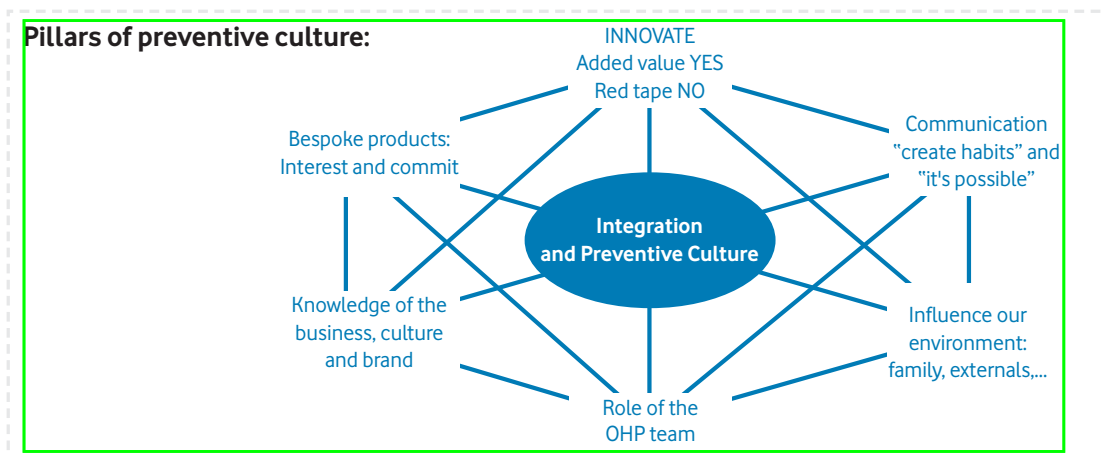 Pillars of preventive culture:
INNOVATE
Added value YES
Red tape NO
Bespoke products:
Interest and commit
Communication
“create habits” and
“it's possible”
Integration
and Preventive Culture
Knowledge of the
business, culture
and brand
Influence our
environment:
family, externals,...
Role of the
OHP team